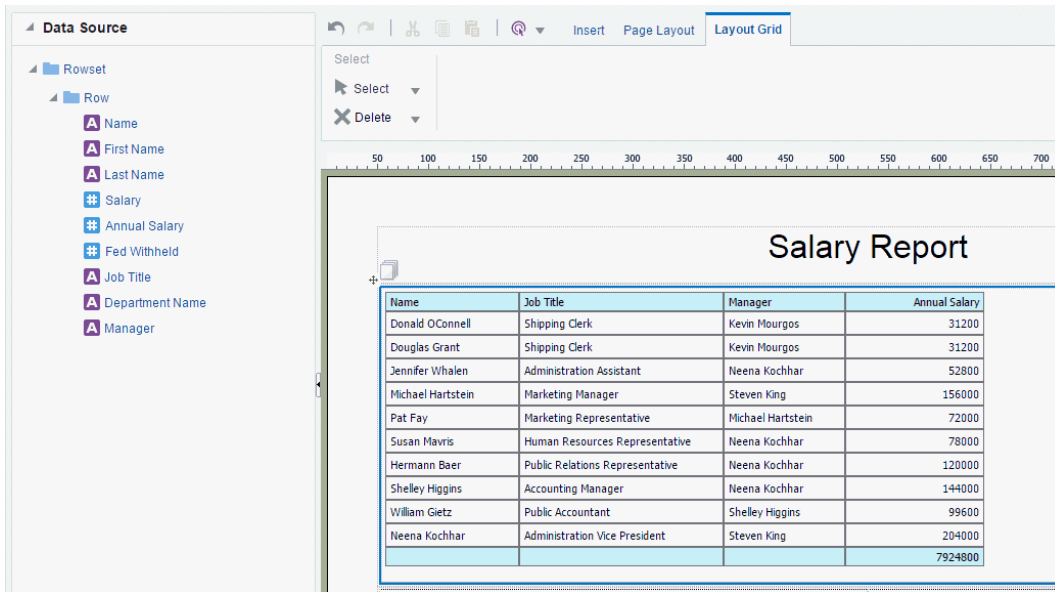 Data Source
Rowset
Row
A Name
A First Name
A Last Name
# Salary
# Annual Salary
# Fed Withheld
A Job Title
A Department Name
A Manager
Insert Page Layout Layout Grid
Select
Select
Delete
50 100 150 200 250 300 350 400 450 500 550 600 650 700
Salary Report
Name Job Title Manager Annual Salary
Donald OConnell Shipping Clerk Kevin Mourgos 31200
Douglas Grant Shipping Clerk Kevin Mourgos 31200
Jennifer Whalen Administration Assistant Neena Kochhar 52800
Michael Hartstein Marketing Manager Steven King 156000
Pat Fay Marketing Representative Michael Hartstein 72000
Susan Mavris Human Resources Representative Neena Kochhar 78000
Hermann Baer Public Relations Representative Neena Kochhar 120000
Shelley Higgins Accounting Manager Neena Kochhar 144000
William Gietz Public Accountant Shelley Higgins 99600
Neena Kochhar Administration Vice President Steven King 204000
7924800